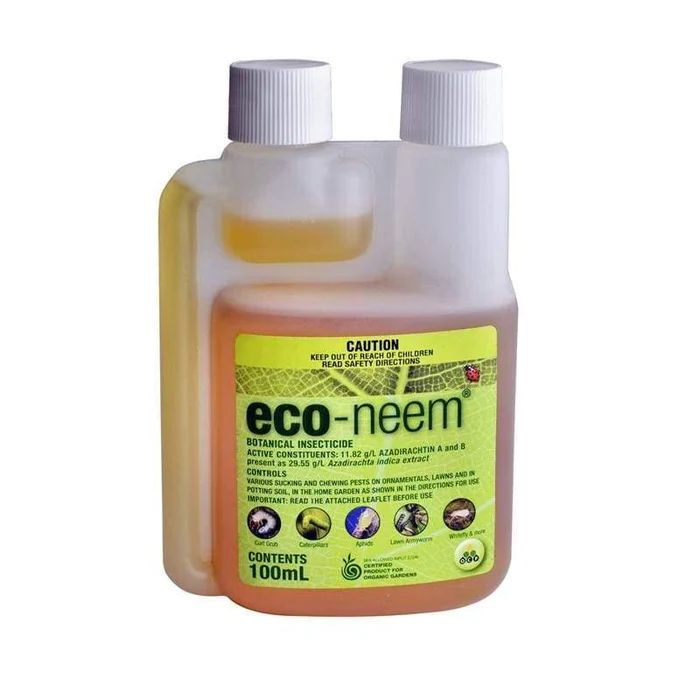 CAUTION
KEEP OUT OF REACH OF CHILDREN
READ SAFETY DIRECTIONS
eco-neem®
BOTANICAL INSECTICIDE
ACTIVE CONSTITUENTS: 11.82 g/L AZADIRACHTIN A and B
present as 29.55 g/L Azadirachta indica extract
CONTROLS
VARIOUS SUCKING AND CHEWING PESTS ON ORNAMENTALS, LAWNS AND IN
POTTING SOIL, IN THE HOME GARDEN AS SHOWN IN THE DIRECTIONS FOR USE
IMPORTANT: READ THE ATTACHED LEAFLET BEFORE USE
Curl Grub Caterpillars Aphids Lawn Armyworm Whitefly & more
CONTENTS
100mL
ALLOWED INPUT
CERTIFIED
PRODUCT FOR
ORGANIC GARDENS
OCP